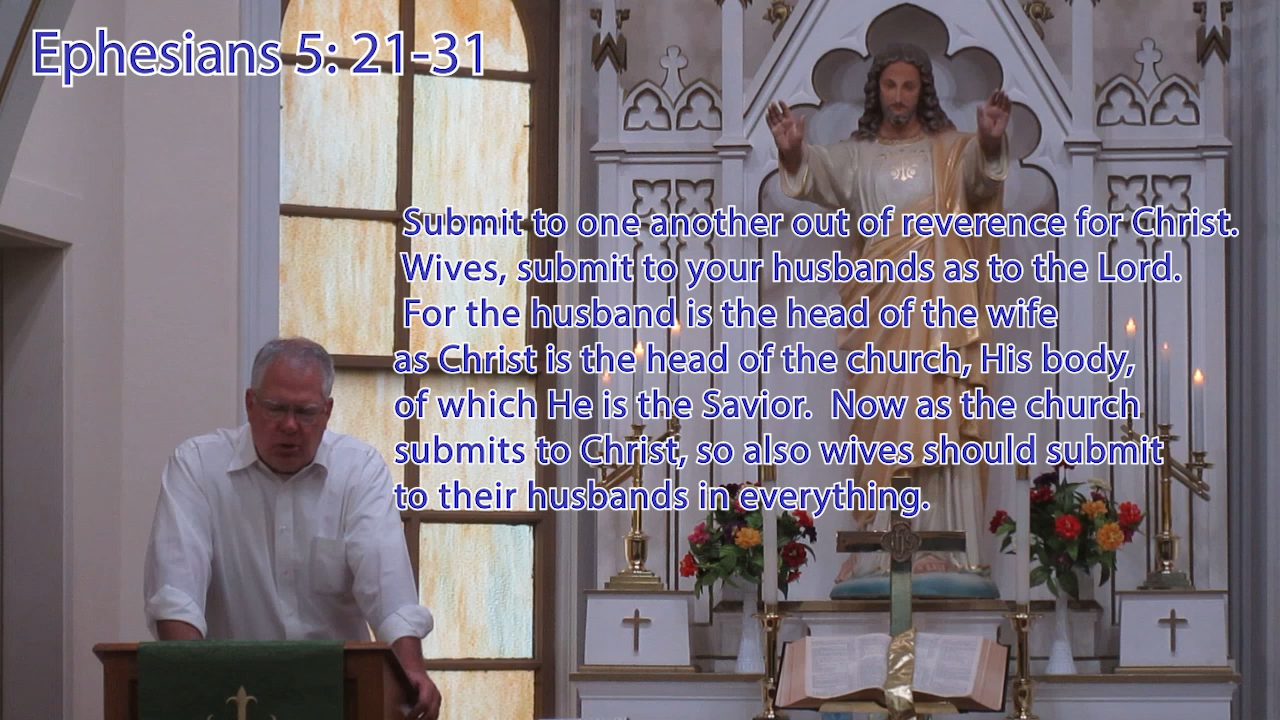 Ephesians 5: 21-31
Submit to one another out of reverence for Christ.
Wives, submit to your husbands as to the Lord.
For the husband is the head of the wife
as Christ is the head of the church, His body,
of which He is the Savior.  Now as the church
submits to Christ, so also wives should submit
to their husbands in everything.